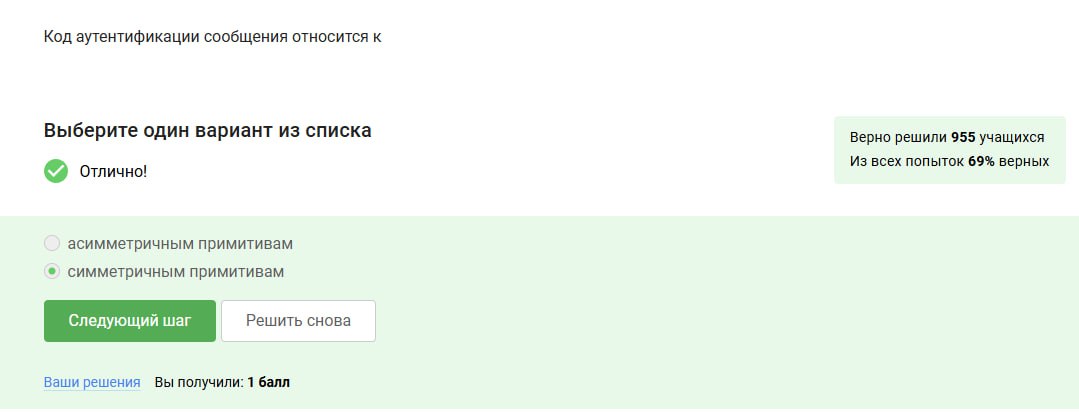 Код аутентификации сообщения относится к
Выберите один вариант из списка
Отлично!
Верно решили 955 учащихся
Из всех попыток 69% верных
асимметричным примитивам
симметричным примитивам
Следующий шаг
Решить снова
Ваши решения Вы получили: 1 балл